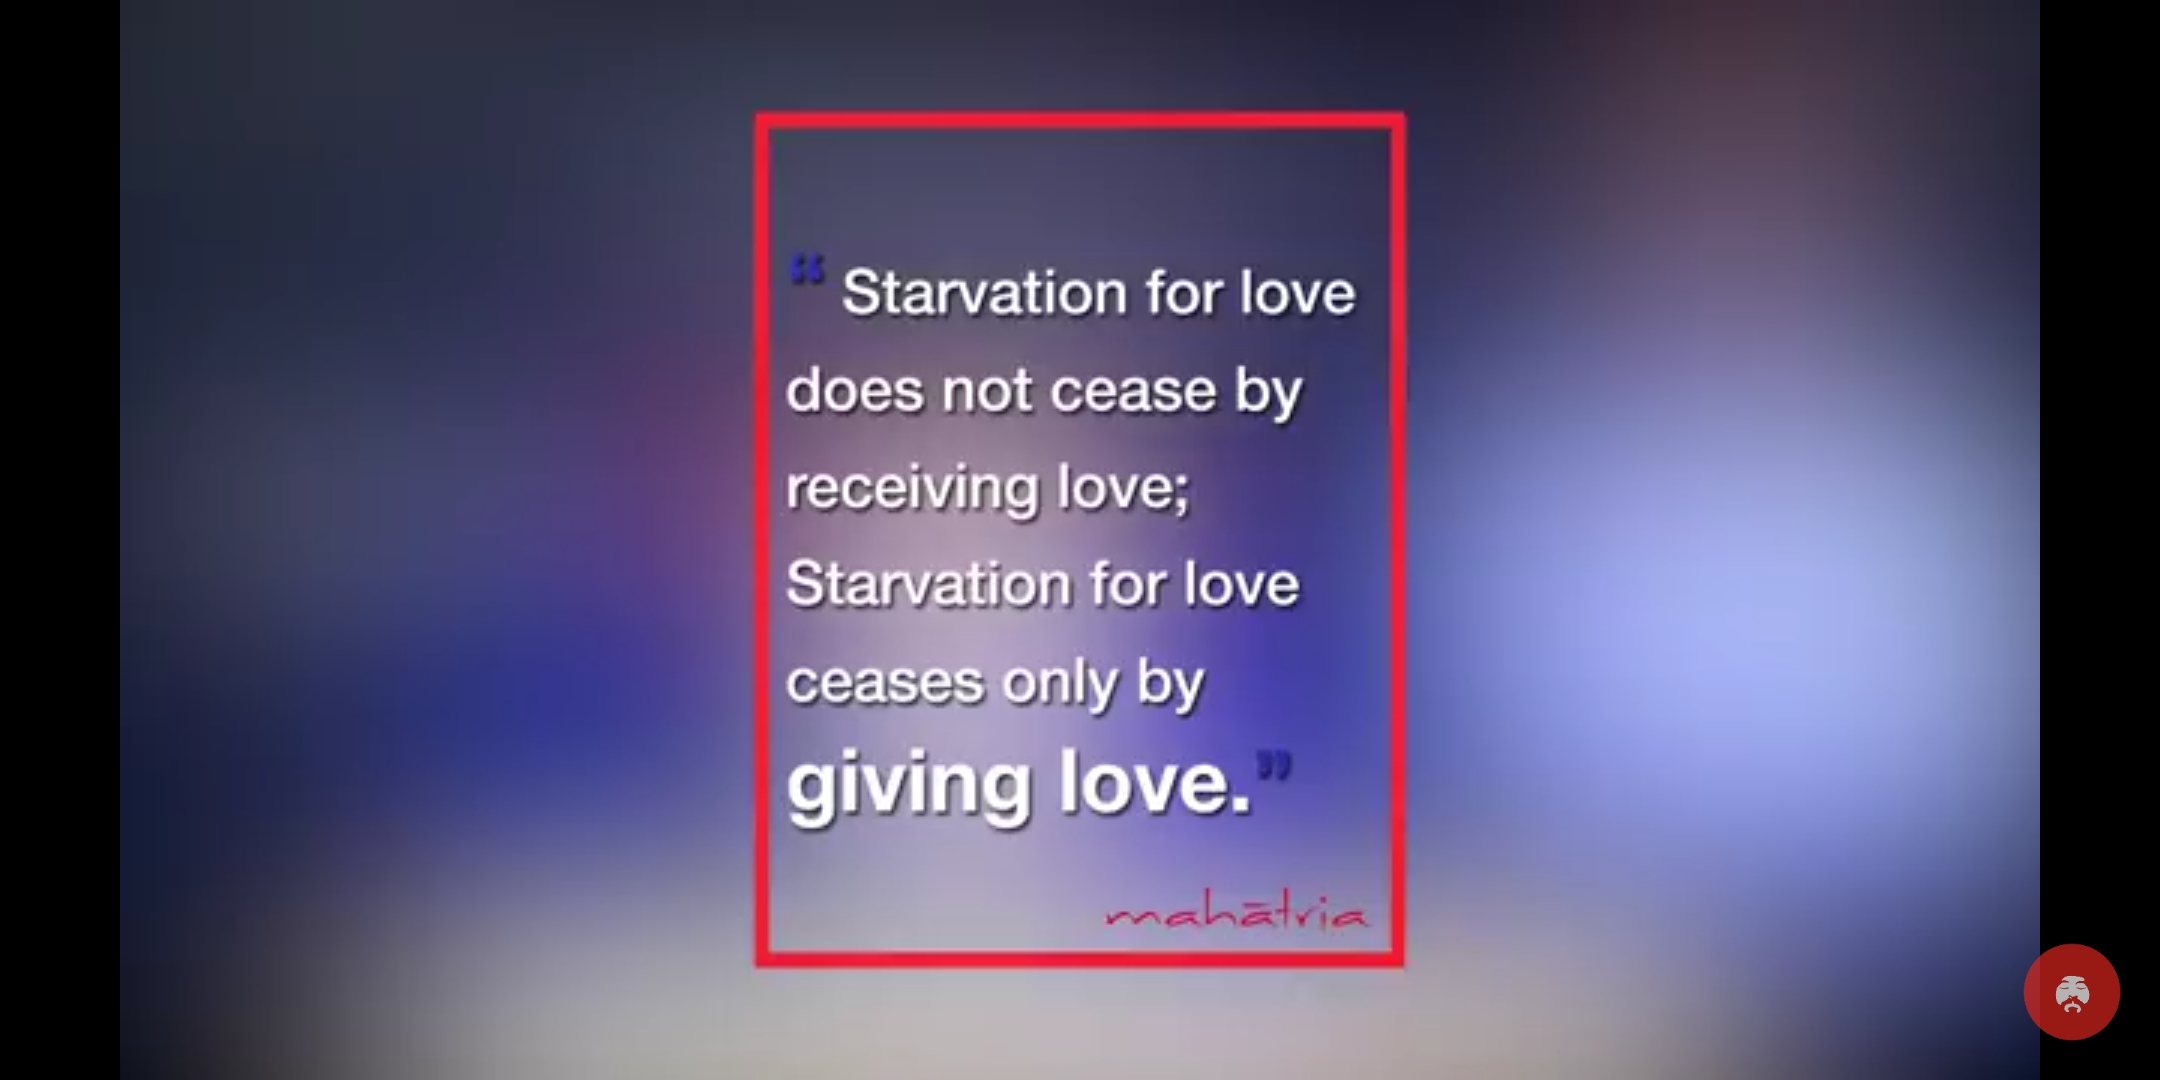 “ Starvation for love
does not cease by
receiving love;
Starvation for love
ceases only by
giving love.”
mahātria